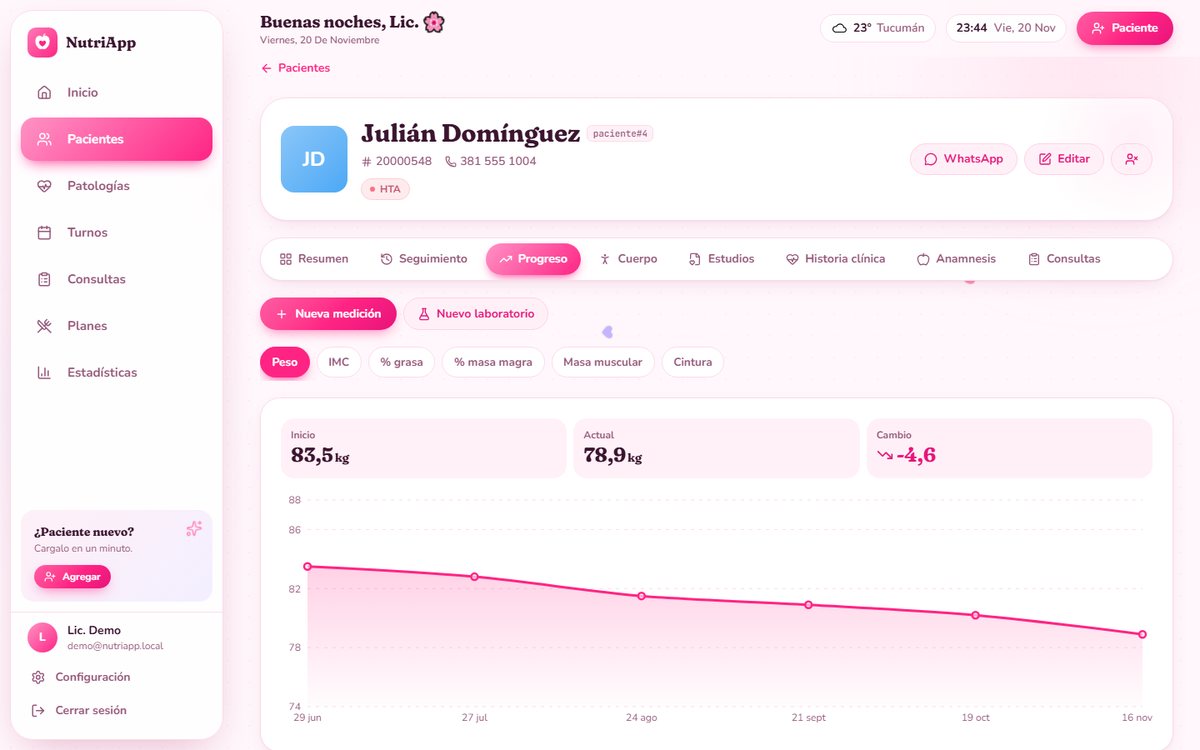 NutriApp
Inicio
Pacientes
Patologías
Turnos
Consultas
Planes
Estadísticas
¿Paciente nuevo?
Cargalo en un minuto.
Agregar
L
Lic. Demo
demo@nutriapp.local
Configuración
Cerrar sesión
Buenas noches, Lic. 🌸
Viernes, 20 De Noviembre
23° Tucumán
23:44 Vie, 20 Nov
Paciente
← Pacientes
JD
Julián Domínguez paciente#4
# 20000548 381 555 1004
HTA
WhatsApp
Editar
Resumen
Seguimiento
Progreso
Cuerpo
Estudios
Historia clínica
Anamnesis
Consultas
+ Nueva medición
Nuevo laboratorio
Peso
IMC
% grasa
% masa magra
Masa muscular
Cintura
Inicio
83,5 kg
Actual
78,9 kg
Cambio
-4,6
88
86
82
78
74
29 jun
27 jul
24 ago
21 sept
19 oct
16 nov